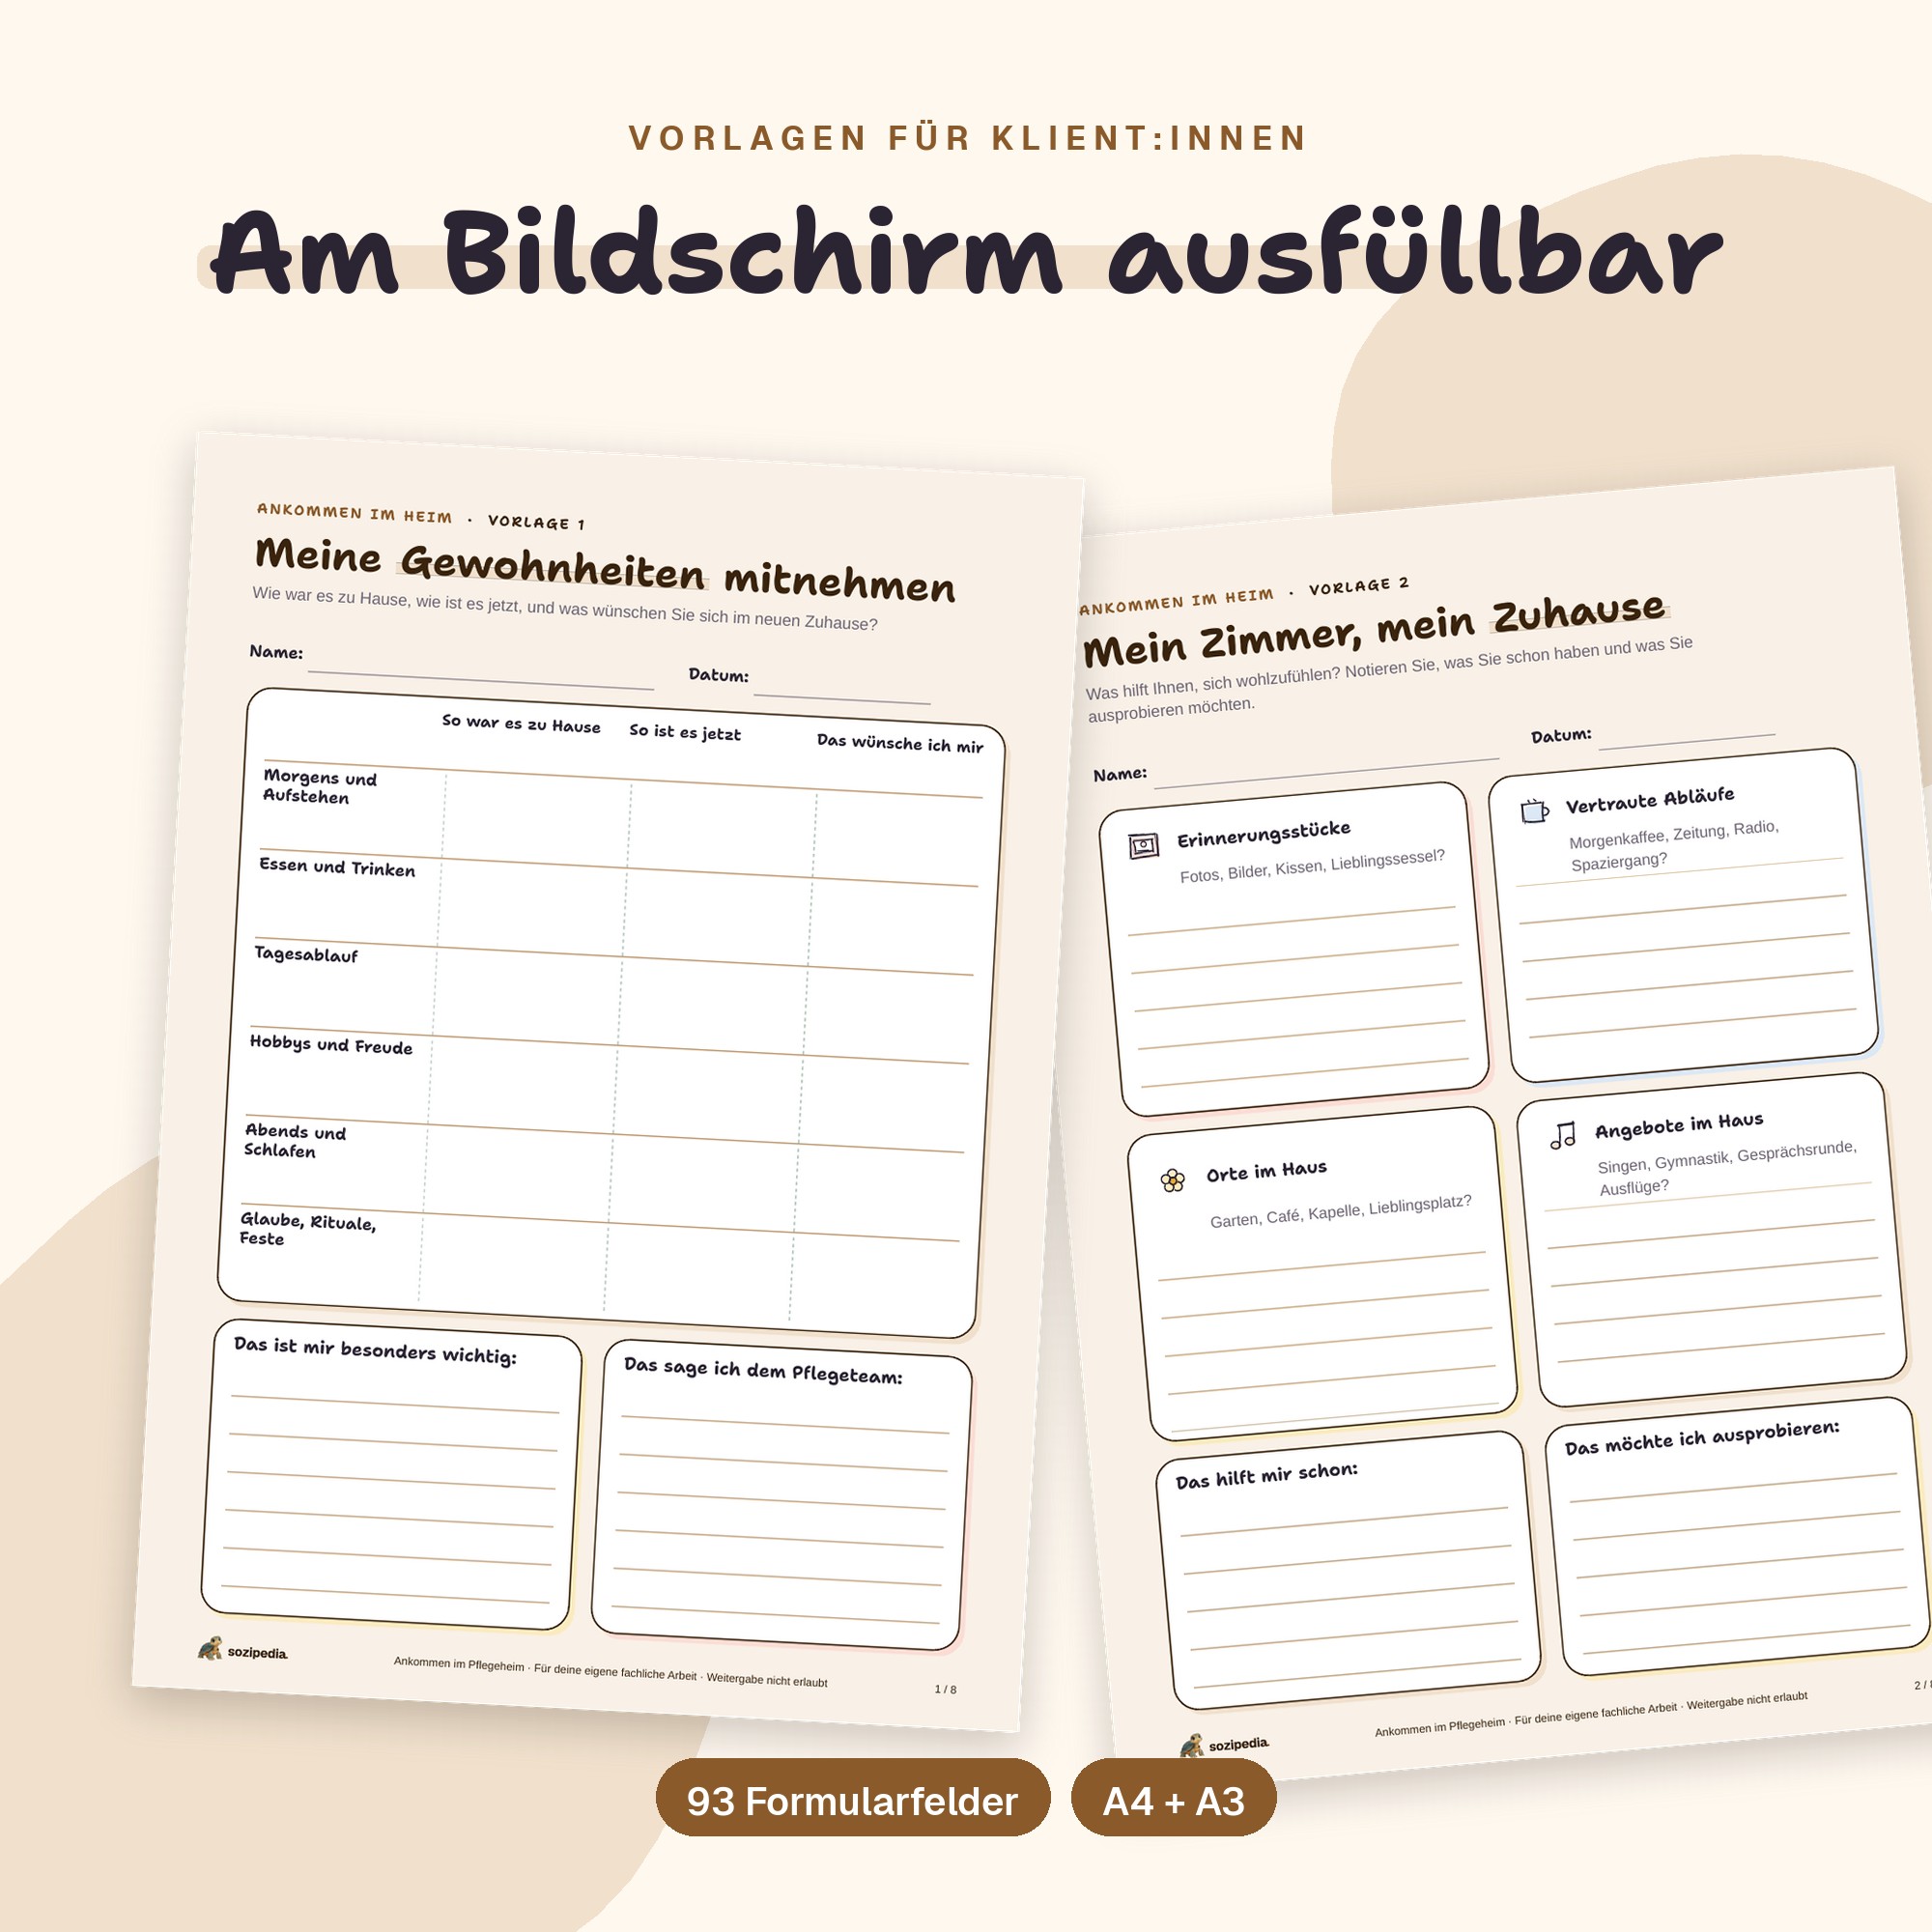 VORLAGEN FÜR KLIENT:INNEN
Am Bildschirm ausfüllbar
ANKOMMEN IM HEIM · VORLAGE 1
Meine Gewohnheiten mitnehmen
Wie war es zu Hause, wie ist es jetzt, und was wünschen Sie sich im neuen Zuhause?
Name: Datum:
So war es zu Hause So ist es jetzt Das wünsche ich mir
Morgens und
Aufstehen
Essen und Trinken
Tagesablauf
Hobbys und Freude
Abends und
Schlafen
Glaube, Rituale,
Feste
Das ist mir besonders wichtig:
Das sage ich dem Pflegeteam:
sozipedia.
Ankommen im Pflegeheim · Für deine eigene fachliche Arbeit · Weitergabe nicht erlaubt
1 / 8
ANKOMMEN IM HEIM · VORLAGE 2
Mein Zimmer, mein Zuhause
Was hilft Ihnen, sich wohlzufühlen? Notieren Sie, was Sie schon haben und was Sie
ausprobieren möchten.
Name: Datum:
Erinnerungsstücke
Fotos, Bilder, Kissen, Lieblingssessel?
Vertraute Abläufe
Morgenkaffee, Zeitung, Radio,
Spaziergang?
Orte im Haus
Garten, Café, Kapelle, Lieblingsplatz?
Angebote im Haus
Singen, Gymnastik, Gesprächsrunde,
Ausflüge?
Das hilft mir schon:
Das möchte ich ausprobieren:
sozipedia.
Ankommen im Pflegeheim · Für deine eigene fachliche Arbeit · Weitergabe nicht erlaubt
2 / 8
93 Formularfelder
A4 + A3